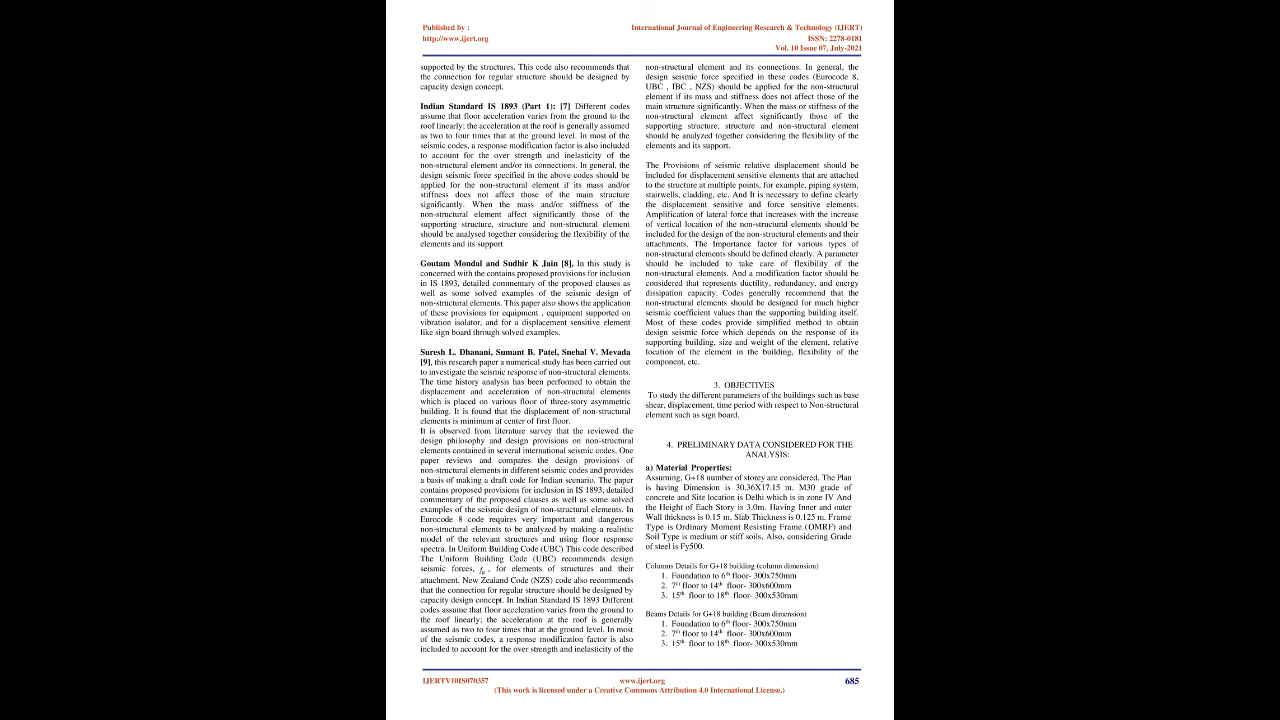 Published by :
http://www.ijert.org
International Journal of Engineering Research & Technology (IJERT)
ISSN: 2278-0181
Vol. 10 Issue 07, July-2021
supported by the structures. This code also recommends that
the connection for regular structure should be designed by
capacity design concept.
Indian Standard IS 1893 (Part 1): [7] Different codes
assume that floor acceleration varies from the ground to the
roof linearly; the acceleration at the roof is generally assumed
as two to four times that at the ground level. In most of the
seismic codes, a response modification factor is also included
to account for the over strength and inelasticity of the
non-structural element and/or its connections. In general, the
design seismic force specified in the above codes should be
applied for the non-structural element if its mass and/or
stiffness does not affect those of the main structure
significantly. When the mass and/or stiffness of the
non-structural element affect significantly those of the
supporting structure, structure and non-structural element
should be analysed together considering the flexibility of the
elements and its support
Goutam Mondal and Sudhir K Jain [8], In this study is
concerned with the contains proposed provisions for inclusion
in IS 1893, detailed commentary of the proposed clauses as
well as some solved examples of the seismic design of
non-structural elements. This paper also shows the application
of these provisions for equipment , equipment supported on
vibration isolator, and for a displacement sensitive element
like sign board through solved examples.
Suresh L. Dhanani, Sumant B. Patel, Snehal V. Mevada
[9], this research paper a numerical study has been carried out
to investigate the seismic response of non-structural elements.
The time history analysis has been performed to obtain the
displacement and acceleration of non-structural elements
which is placed on various floor of three-story asymmetric
building. It is found that the displacement of non-structural
elements is minimum at center of first floor.
It is observed from literature survey that the reviewed the
design philosophy and design provisions on non-structural
elements contained in several international seismic codes. One
paper reviews and compares the design provisions of
non-structural elements in different seismic codes and provides
a basis of making a draft code for Indian scenario. The paper
contains proposed provisions for inclusion in IS 1893, detailed
commentary of the proposed clauses as well as some solved
examples of the seismic design of non-structural elements. In
Eurocode 8 code requires very important and dangerous
non-structural elements to be analyzed by making a realistic
model of the relevant structures and using floor response
spectra. In Uniform Building Code (UBC) This code described
The Uniform Building Code (UBC) recommends design
seismic forces, fp , for elements of structures and their
attachment. New Zealand Code (NZS) code also recommends
that the connection for regular structure should be designed by
capacity design concept. In Indian Standard IS 1893 Different
codes assume that floor acceleration varies from the ground to
the roof linearly; the acceleration at the roof is generally
assumed as two to four times that at the ground level. In most
of the seismic codes, a response modification factor is also
included to account for the over strength and inelasticity of the
non-structural element and its connections. In general, the
design seismic force specified in these codes (Eurocode 8,
UBC , IBC , NZS) should be applied for the non-structural
element if its mass and stiffness does not affect those of the
main structure significantly. When the mass or stiffness of the
non-structural element affect significantly those of the
supporting structure, structure and non-structural element
should be analyzed together considering the flexibility of the
elements and its support.
The Provisions of seismic relative displacement should be
included for displacement sensitive elements that are attached
to the structure at multiple points, for example, piping system,
stairwells, cladding, etc. And It is necessary to define clearly
the displacement sensitive and force sensitive elements.
Amplification of lateral force that increases with the increase
of vertical location of the non-structural elements should be
included for the design of the non-structural elements and their
attachments. The Importance factor for various types of
non-structural elements should be defined clearly. A parameter
should be included to take care of flexibility of the
non-structural elements. And a modification factor should be
considered that represents ductility, redundancy, and energy
dissipation capacity. Codes generally recommend that the
non-structural elements should be designed for much higher
seismic coefficient values than the supporting building itself.
Most of these codes provide simplified method to obtain
design seismic force which depends on the response of its
supporting building, size and weight of the element, relative
location of the element in the building, flexibility of the
component, etc.
3. OBJECTIVES
To study the different parameters of the buildings such as base
shear, displacement, time period with respect to Non-structural
element such as sign board.
4. PRELIMINARY DATA CONSIDERED FOR THE
ANALYSIS:
a) Material Properties:
Assuming, G+18 number of storey are considered. The Plan
is having Dimension is 30.36X17.15 m. M30 grade of
concrete and Site location is Delhi which is in zone IV And
the Height of Each Story is 3.0m. Having Inner and outer
Wall thickness is 0.15 m. Slab Thickness is 0.125 m. Frame
Type is Ordinary Moment Resisting Frame (OMRF) and
Soil Type is medium or stiff soils. Also, considering Grade
of steel is Fy500.
Columns Details for G+18 building (column dimension)
1. Foundation to 6th floor- 300x750mm
2. 7th floor to 14th floor- 300x600mm
3. 15th floor to 18th floor- 300x530mm
Beams Details for G+18 building (Beam dimension)
1. Foundation to 6th floor- 300x750mm
2. 7th floor to 14th floor- 300x600mm
3. 15th floor to 18th floor- 300x530mm
IJERTV10IS070357
www.ijert.org
685
(This work is licensed under a Creative Commons Attribution 4.0 International License.)